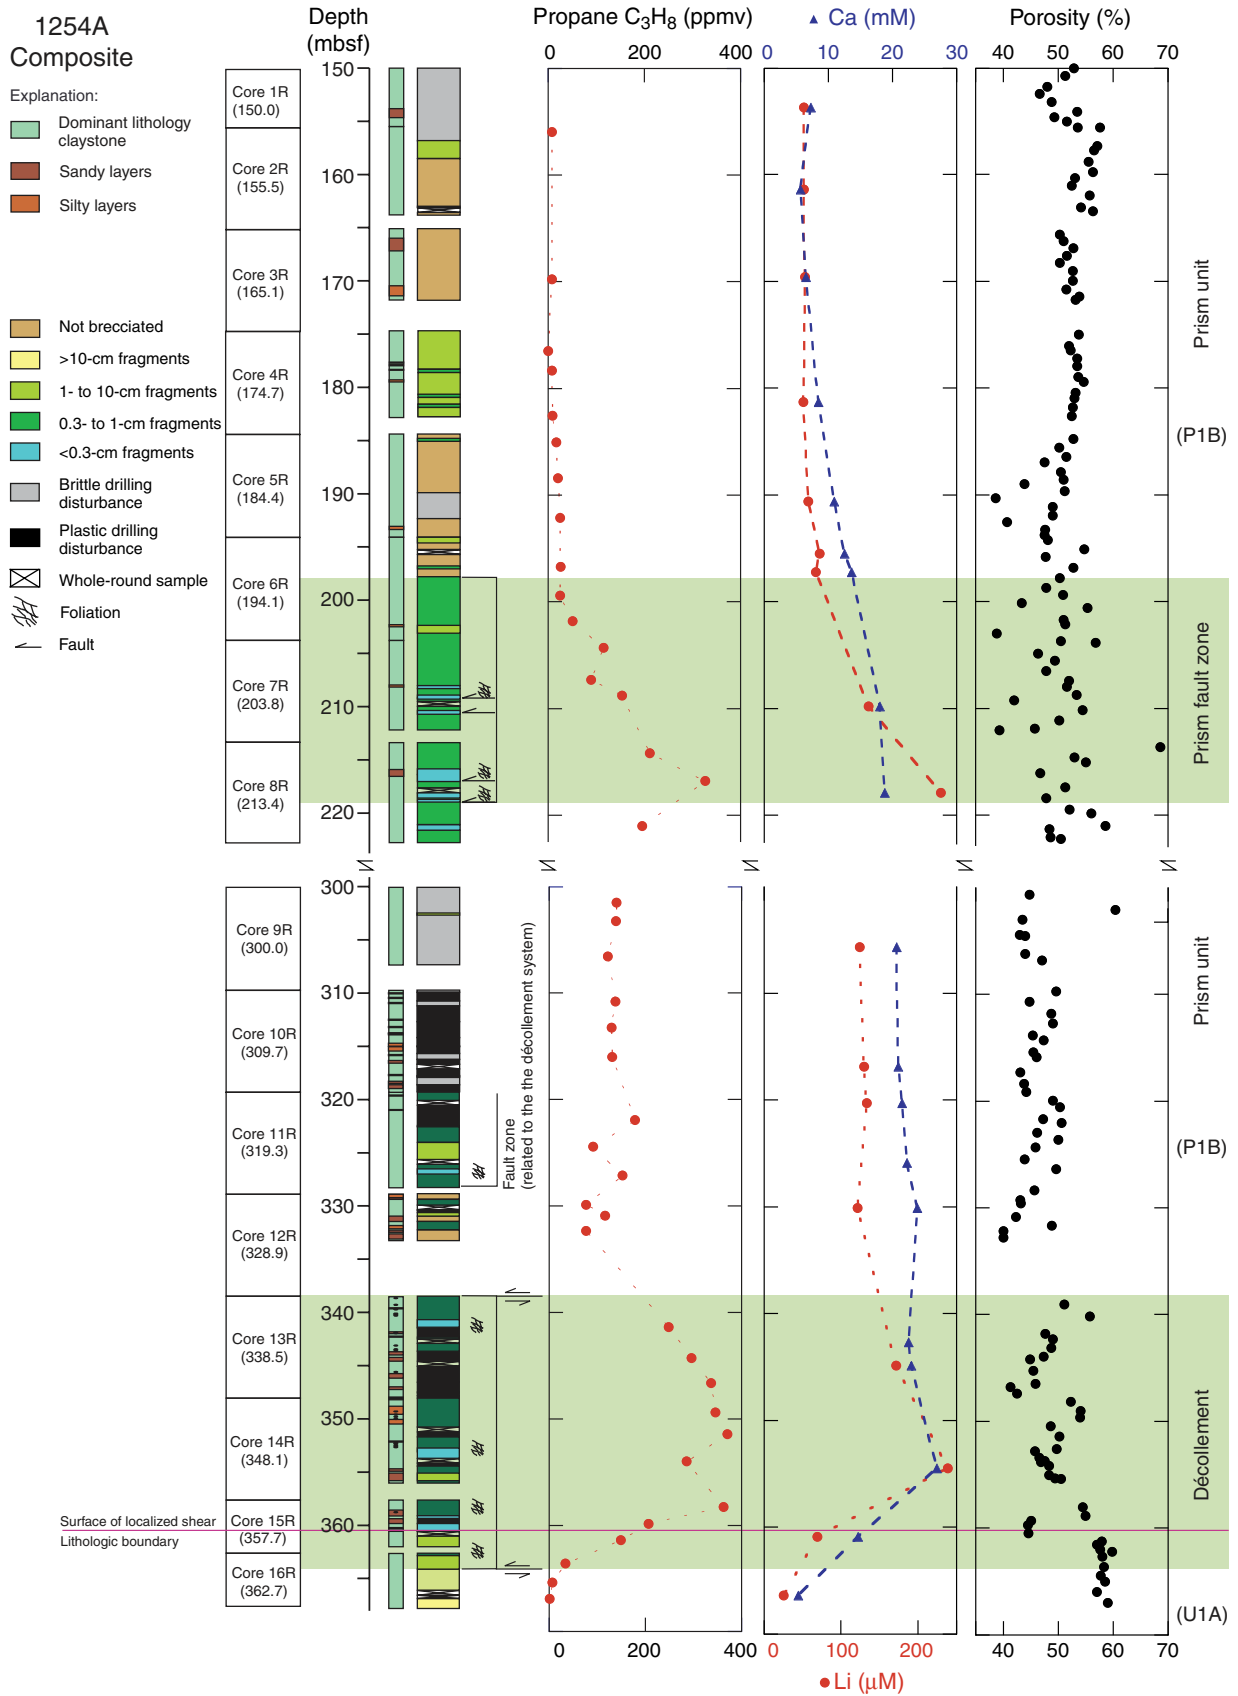 1254A
Composite
Explanation:
Dominant lithology
claystone
Sandy layers
Silty layers
Not brecciated
>10-cm fragments
1- to 10-cm fragments
0.3- to 1-cm fragments
<0.3-cm fragments
Brittle drilling
disturbance
Plastic drilling
disturbance
Whole-round sample
Foliation
Fault
Core 1R
(150.0)
Core 2R
(155.5)
Core 3R
(165.1)
Core 4R
(174.7)
Core 5R
(184.4)
Core 6R
(194.1)
Core 7R
(203.8)
Core 8R
(213.4)
Core 9R
(300.0)
Core 10R
(309.7)
Core 11R
(319.3)
Core 12R
(328.9)
Core 13R
(338.5)
Core 14R
(348.1)
Core 15R
(357.7)
Core 16R
(362.7)
Surface of localized shear
Lithologic boundary
Depth
(mbsf)
150
160
170
180
190
200
210
220
300
310
320
330
340
350
360
Fault zone
(related to the the décollement system)
Propane C₃H₈ (ppmv)
0 200 400
0 200 400
Ca (mM)
0 10 20 30
0 100 200
Li (μM)
Porosity (%)
40 50 60 70
40 50 60 70
Prism unit
(P1B)
Prism fault zone
Prism unit
(P1B)
Décollement
(U1A)